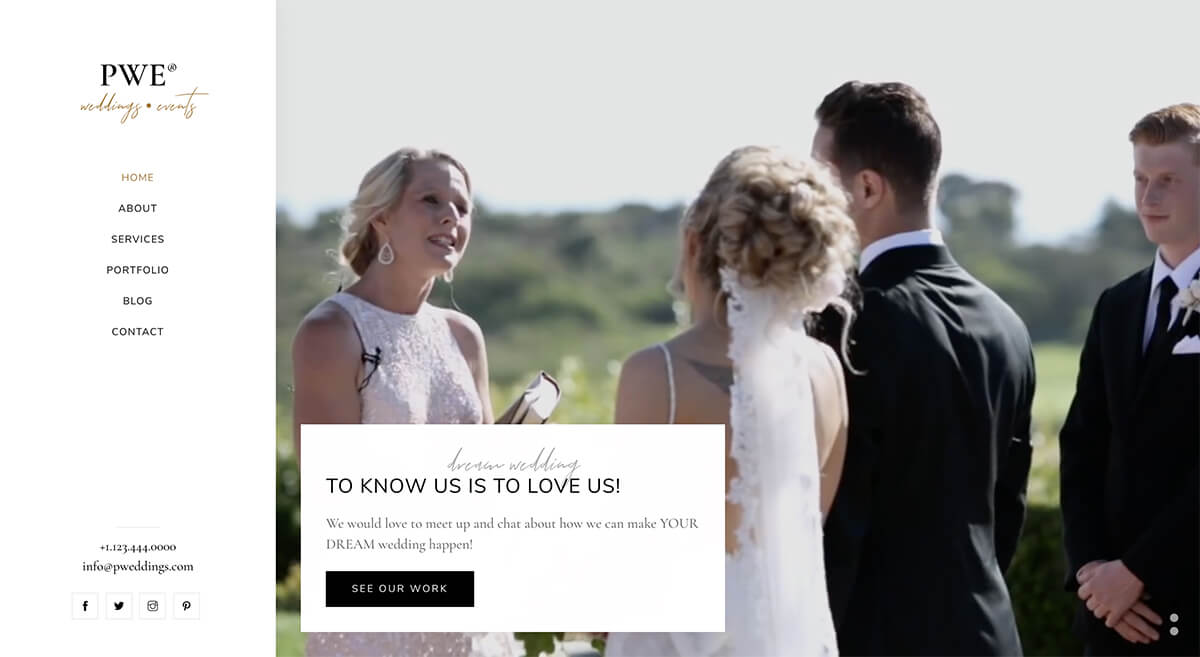 PWE®
weddings • events
HOME
ABOUT
SERVICES
PORTFOLIO
BLOG
CONTACT
+1.123.444.0000
info@pweddings.com
dream wedding
TO KNOW US IS TO LOVE US!
We would love to meet up and chat about how we can make YOUR
DREAM wedding happen!
SEE OUR WORK